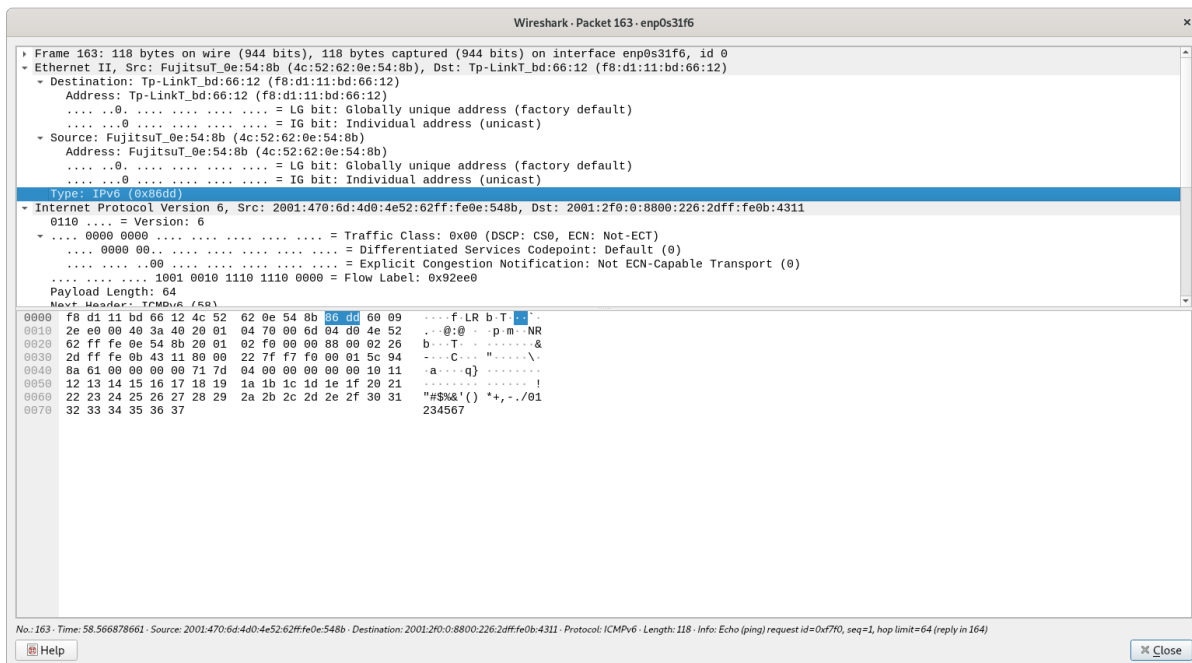 Wireshark · Packet 163 · enp0s31f6
Frame 163: 118 bytes on wire (944 bits), 118 bytes captured (944 bits) on interface enp0s31f6, id 0
Ethernet II, Src: FujitsuT_0e:54:8b (4c:52:62:0e:54:8b), Dst: Tp-LinkT_bd:66:12 (f8:d1:11:bd:66:12)
Destination: Tp-LinkT_bd:66:12 (f8:d1:11:bd:66:12)
Address: Tp-LinkT_bd:66:12 (f8:d1:11:bd:66:12)
.... ..0. .... .... .... .... = LG bit: Globally unique address (factory default)
.... ...0 .... .... .... .... = IG bit: Individual address (unicast)
Source: FujitsuT_0e:54:8b (4c:52:62:0e:54:8b)
Address: FujitsuT_0e:54:8b (4c:52:62:0e:54:8b)
.... ..0. .... .... .... .... = LG bit: Globally unique address (factory default)
.... ...0 .... .... .... .... = IG bit: Individual address (unicast)
Type: IPv6 (0x86dd)
Internet Protocol Version 6, Src: 2001:470:6d:4d0:4e52:62ff:fe0e:548b, Dst: 2001:2f0:0:8800:226:2dff:fe0b:4311
0110 .... = Version: 6
.... 0000 0000 .... .... .... .... .... = Traffic Class: 0x00 (DSCP: CS0, ECN: Not-ECT)
.... 0000 00.. .... .... .... .... .... = Differentiated Services Codepoint: Default (0)
.... .... ..00 .... .... .... .... .... = Explicit Congestion Notification: Not ECN-Capable Transport (0)
.... .... .... 1001 0010 1110 1110 0000 = Flow Label: 0x92ee0
Payload Length: 64
Next Header: ICMPv6 (58)
0000 f8 d1 11 bd 66 12 4c 52 62 0e 54 8b 86 dd 60 09 ····f·LR b·T···`·
0010 2e e0 00 40 3a 40 20 01 04 70 00 6d 04 d0 4e 52 .··@:@ · ·p·m··NR
0020 62 ff fe 0e 54 8b 20 01 02 f0 00 00 88 00 02 26 b···T· · ·······&
0030 2d ff fe 0b 43 11 80 00 22 7f f7 f0 00 01 5c 94 -···C··· "·····\·
0040 8a 61 00 00 00 00 71 7d 04 00 00 00 00 00 10 11 ·a····q} ········
0050 12 13 14 15 16 17 18 19 1a 1b 1c 1d 1e 1f 20 21 ········ ······ !
0060 22 23 24 25 26 27 28 29 2a 2b 2c 2d 2e 2f 30 31 "#$%&'() *+,-./01
0070 32 33 34 35 36 37 234567
No.: 163 · Time: 58.566878661 · Source: 2001:470:6d:4d0:4e52:62ff:fe0e:548b · Destination: 2001:2f0:0:8800:226:2dff:fe0b:4311 · Protocol: ICMPv6 · Length: 118 · Info: Echo (ping) request id=0xf7f0, seq=1, hop limit=64 (reply in 164)
Help
Close